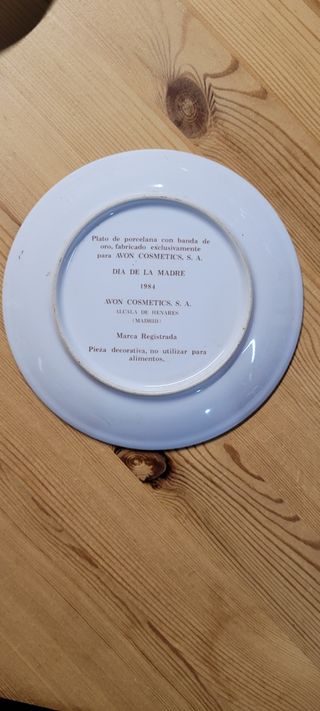 Plato de porcelana con banda de
oro, fabricado exclusivamente
para AVON COSMETICS, S. A.
DIA DE LA MADRE
1984
AVON COSMETICS, S. A.
ALCALA DE HENARES
(MADRID)
Marca Registrada
Pieza decorativa, no utilizar para
alimentos.